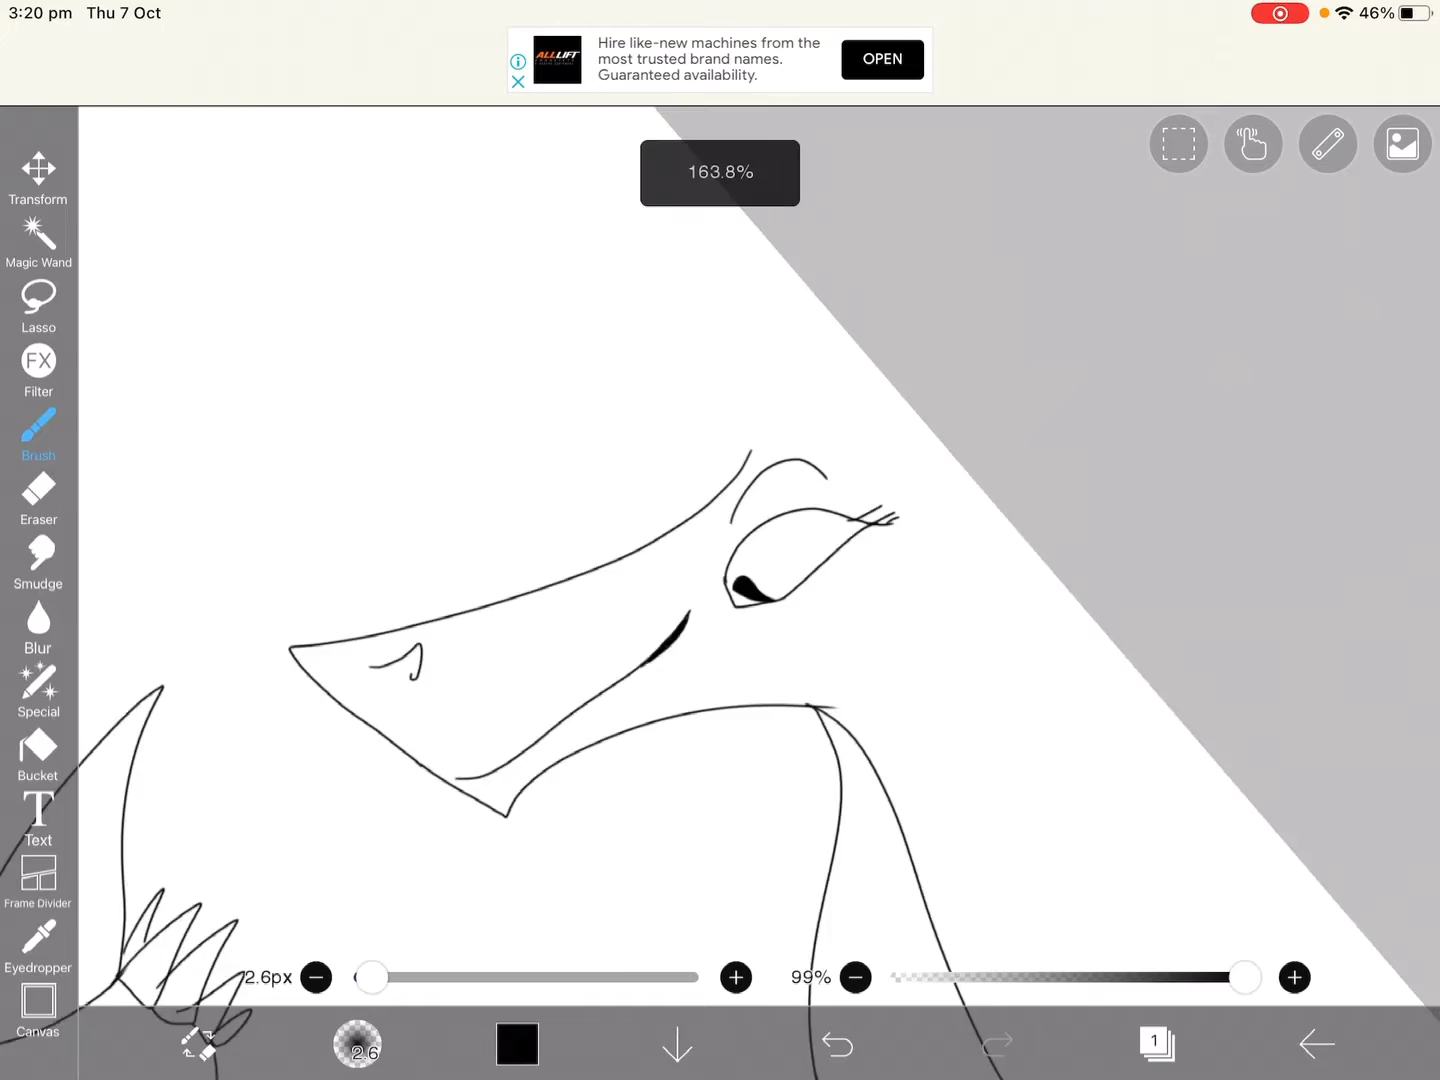 3:20 pm Thu 7 Oct
46%
ALLLIFT
Hire like-new machines from the
most trusted brand names.
Guaranteed availability.
OPEN
163.8%
Transform
Magic Wand
Lasso
FX
Filter
Brush
Eraser
Smudge
Blur
Special
Bucket
T
Text
Frame Divider
Eyedropper
Canvas
2.6px
99%
2.6
1